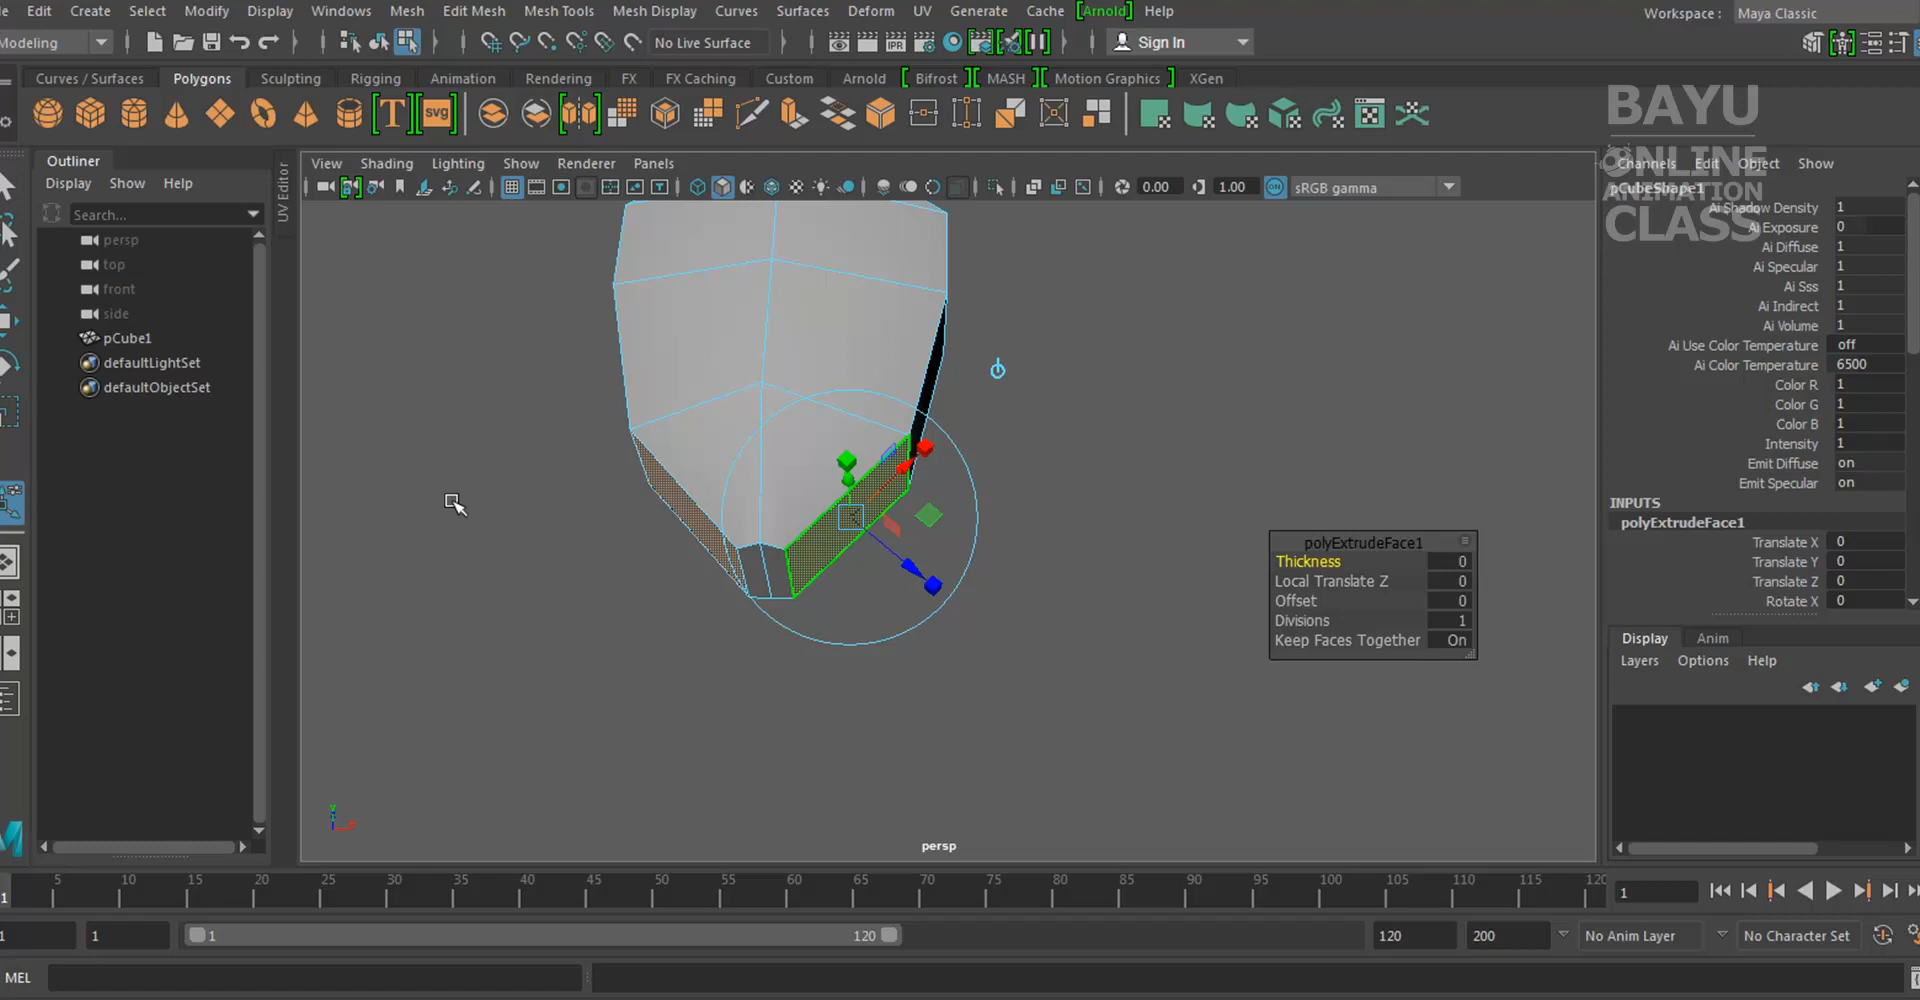 Edit Create Select Modify Display Windows Mesh Edit Mesh Mesh Tools Mesh Display Curves Surfaces Deform UV Generate Cache [Arnold] Help
Workspace : Maya Classic
Modeling
No Live Surface
IPR
Sign In
Curves / Surfaces Polygons Sculpting Rigging Animation Rendering FX FX Caching Custom Arnold Bifrost MASH Motion Graphics XGen
T svg
BAYU
ONLINE
ANIMATION
CLASS
Outliner
Display Show Help
Search...
persp
top
front
side
pCube1
defaultLightSet
defaultObjectSet
UV Editor
View Shading Lighting Show Renderer Panels
0.00 1.00 ON sRGB gamma
persp
polyExtrudeFace1
Thickness 0
Local Translate Z 0
Offset 0
Divisions 1
Keep Faces Together On
Channels Edit Object Show
pCubeShape1
Ai Shadow Density 1
Ai Exposure 0
Ai Diffuse 1
Ai Specular 1
Ai Sss 1
Ai Indirect 1
Ai Volume 1
Ai Use Color Temperature off
Ai Color Temperature 6500
Color R 1
Color G 1
Color B 1
Intensity 1
Emit Diffuse on
Emit Specular on
INPUTS
polyExtrudeFace1
Translate X 0
Translate Y 0
Translate Z 0
Rotate X 0
Display Anim
Layers Options Help
1 5 10 15 20 25 30 35 40 45 50 55 60 65 70 75 80 85 90 95 100 105 110 115 120
1
1 1 1 120 120 200 No Anim Layer No Character Set
MEL